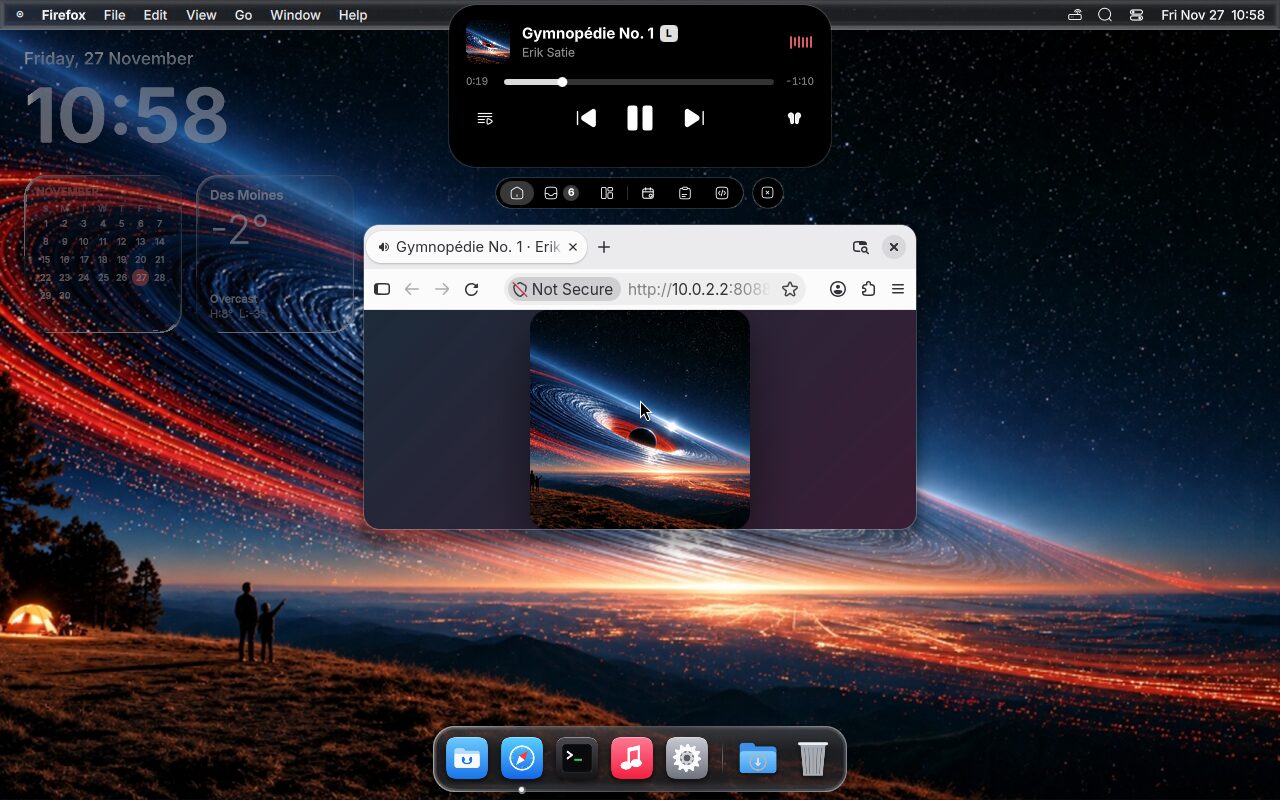 Firefox File Edit View Go Window Help
Fri Nov 27 10:58
Friday, 27 November
10:58
NOVEMBER
S M T W T F S
1 2 3 4 5 6 7
8 9 10 11 12 13 14
15 16 17 18 19 20 21
22 23 24 25 26 27 28
29 30
Des Moines
-2°
Overcast
H:8° L:-3°
Gymnopédie No. 1 L
Erik Satie
0:19
-1:10
6
Gymnopédie No. 1 · Erik
Not Secure http://10.0.2.2:8088